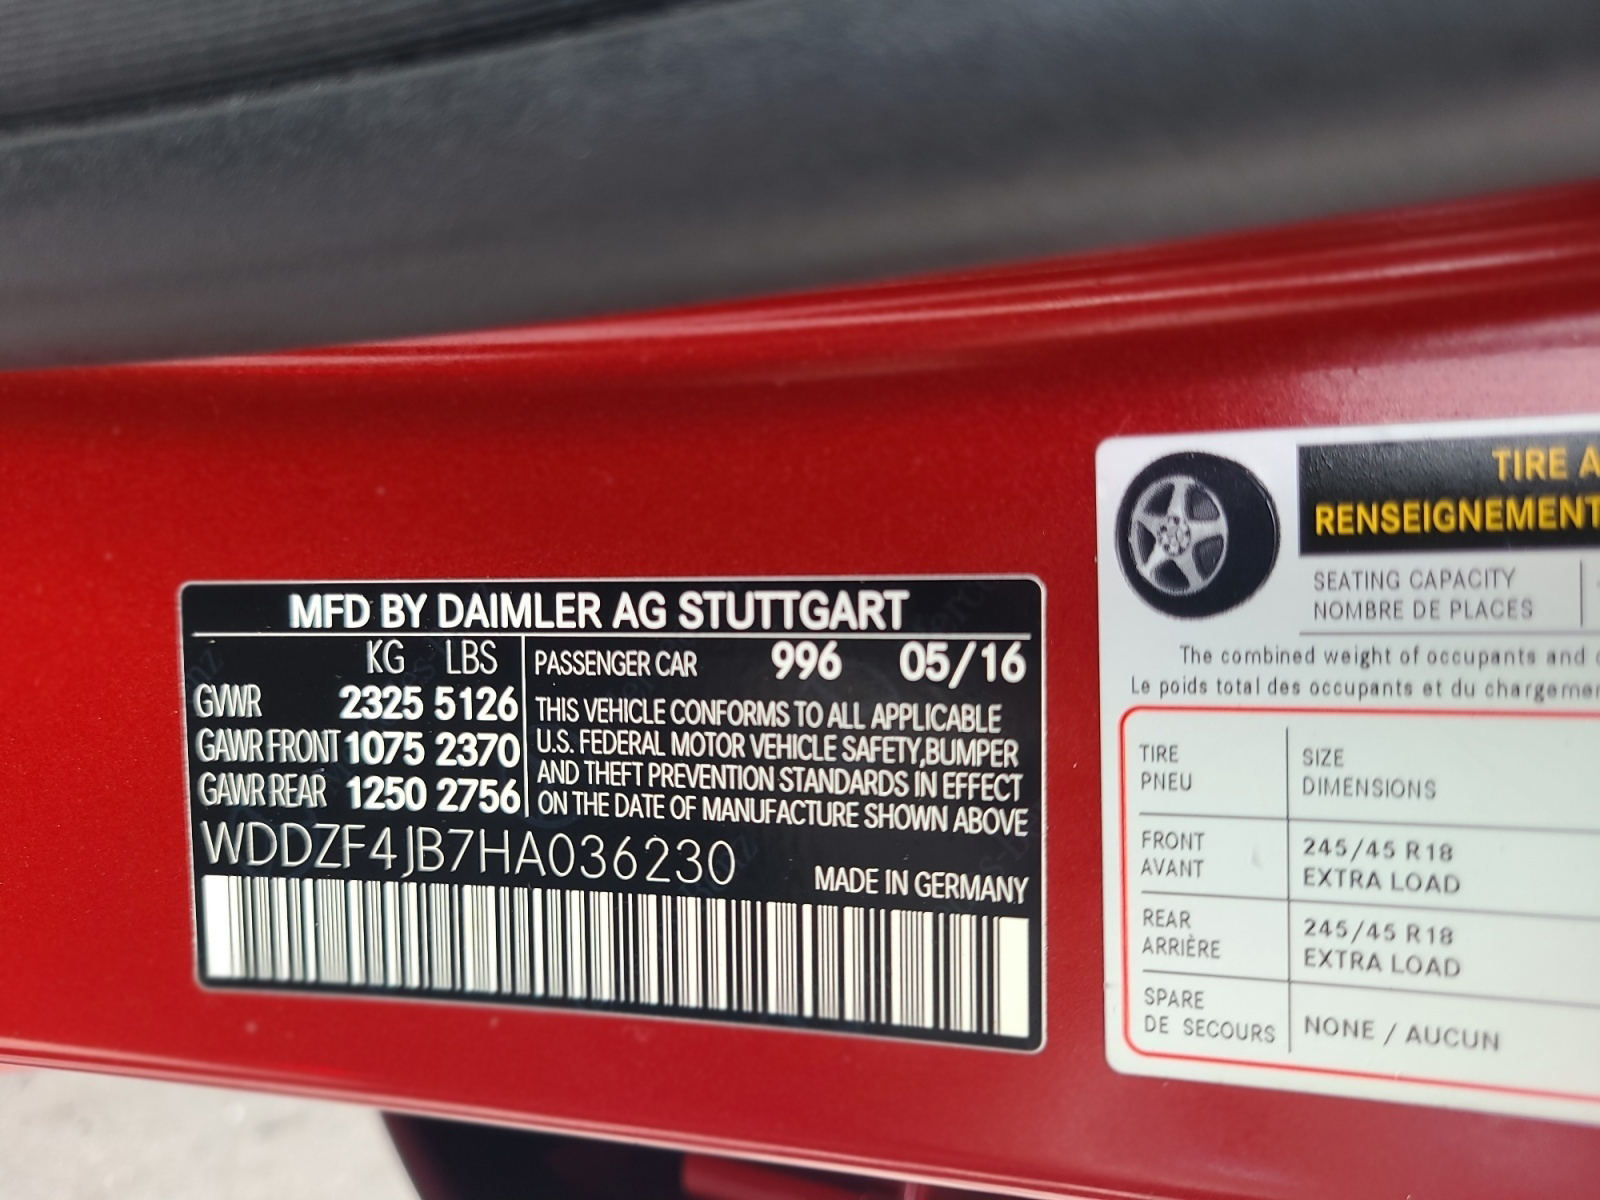 MFD BY DAIMLER AG STUTTGART
KG LBS
GVWR 2325 5126
GAWR FRONT 1075 2370
GAWR REAR 1250 2756
PASSENGER CAR 996 05/16
THIS VEHICLE CONFORMS TO ALL APPLICABLE
U.S. FEDERAL MOTOR VEHICLE SAFETY,BUMPER
AND THEFT PREVENTION STANDARDS IN EFFECT
ON THE DATE OF MANUFACTURE SHOWN ABOVE
WDDZF4JB7HA036230
MADE IN GERMANY
TIRE A
RENSEIGNEMENT
SEATING CAPACITY
NOMBRE DE PLACES
The combined weight of occupants and
Le poids total des occupants et du chargemen
TIRE
PNEU
SIZE
DIMENSIONS
FRONT
AVANT
245/45 R18
EXTRA LOAD
REAR
ARRIÈRE
245/45 R18
EXTRA LOAD
SPARE
DE SECOURS
NONE / AUCUN